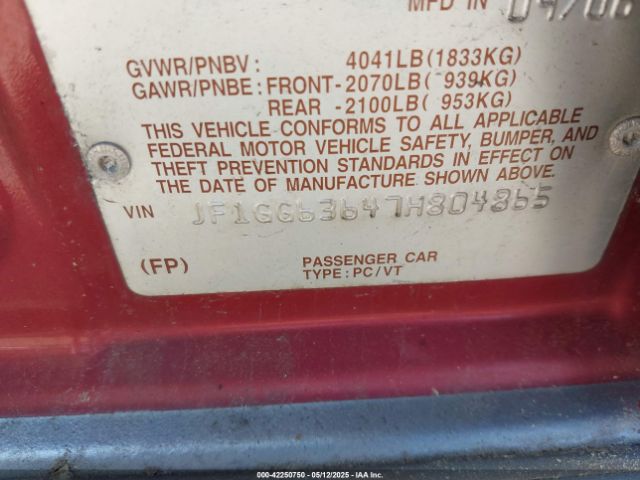 MFD IN 04/06
GVWR/PNBV : 4041LB(1833KG)
GAWR/PNBE : FRONT-2070LB( 939KG)
REAR -2100LB( 953KG)
THIS VEHICLE CONFORMS TO ALL APPLICABLE
FEDERAL MOTOR VEHICLE SAFETY, BUMPER, AND
THEFT PREVENTION STANDARDS IN EFFECT ON
THE DATE OF MANUFACTURE SHOWN ABOVE.
VIN JF1GG63647H804865
(FP) PASSENGER CAR
TYPE : PC/VT
000-42250750 - 05/12/2025 - IAA Inc.